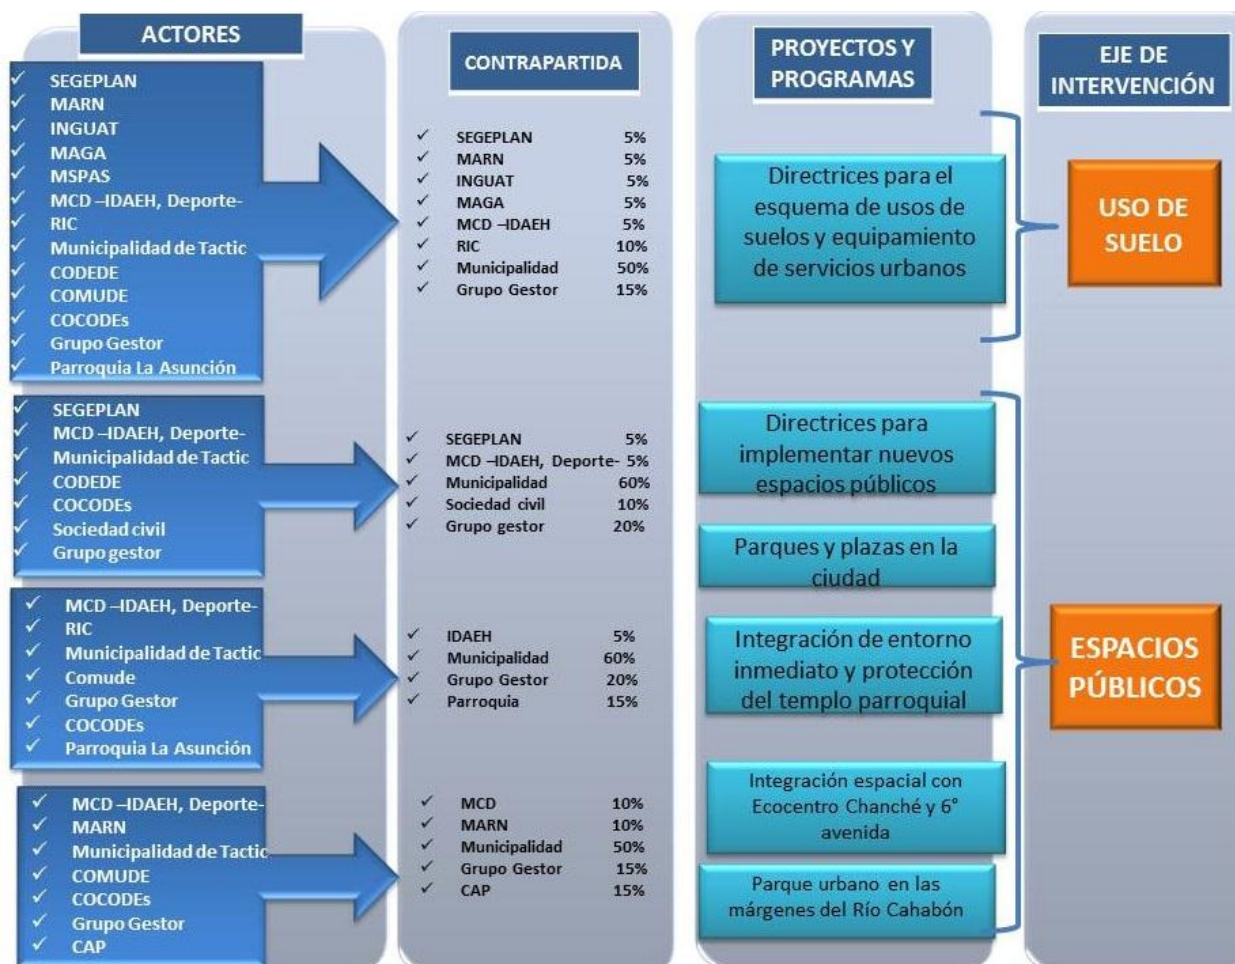 ACTORES
SEGEPLAN
MARN
INGUAT
MAGA
MSPAS
MCD –IDAEH, Deporte-
RIC
Municipalidad de Tactic
CODEDE
COMUDE
COCODEs
Grupo Gestor
Parroquia La Asunción
SEGEPLAN
MCD –IDAEH, Deporte-
Municipalidad de Tactic
CODEDE
COCODEs
Sociedad civil
Grupo gestor
MCD –IDAEH, Deporte-
RIC
Municipalidad de Tactic
Comude
Grupo Gestor
COCODEs
Parroquia La Asunción
MCD –IDAEH, Deporte-
MARN
Municipalidad de Tactic
COMUDE
COCODEs
Grupo Gestor
CAP
CONTRAPARTIDA
SEGEPLAN 5%
MARN 5%
INGUAT 5%
MAGA 5%
MCD –IDAEH 5%
RIC 10%
Municipalidad 50%
Grupo Gestor 15%
SEGEPLAN 5%
MCD –IDAEH, Deporte- 5%
Municipalidad 60%
Sociedad civil 10%
Grupo gestor 20%
IDAEH 5%
Municipalidad 60%
Grupo Gestor 20%
Parroquia 15%
MCD 10%
MARN 10%
Municipalidad 50%
Grupo Gestor 15%
CAP 15%
PROYECTOS Y
PROGRAMAS
Directrices para el
esquema de usos de
suelos y equipamiento
de servicios urbanos
Directrices para
implementar nuevos
espacios públicos
Parques y plazas en la
ciudad
Integración de entorno
inmediato y protección
del templo parroquial
Integración espacial con
Ecocentro Chanché y 6°
avenida
Parque urbano en las
márgenes del Río Cahabón
EJE DE
INTERVENCIÓN
USO DE
SUELO
ESPACIOS
PÚBLICOS